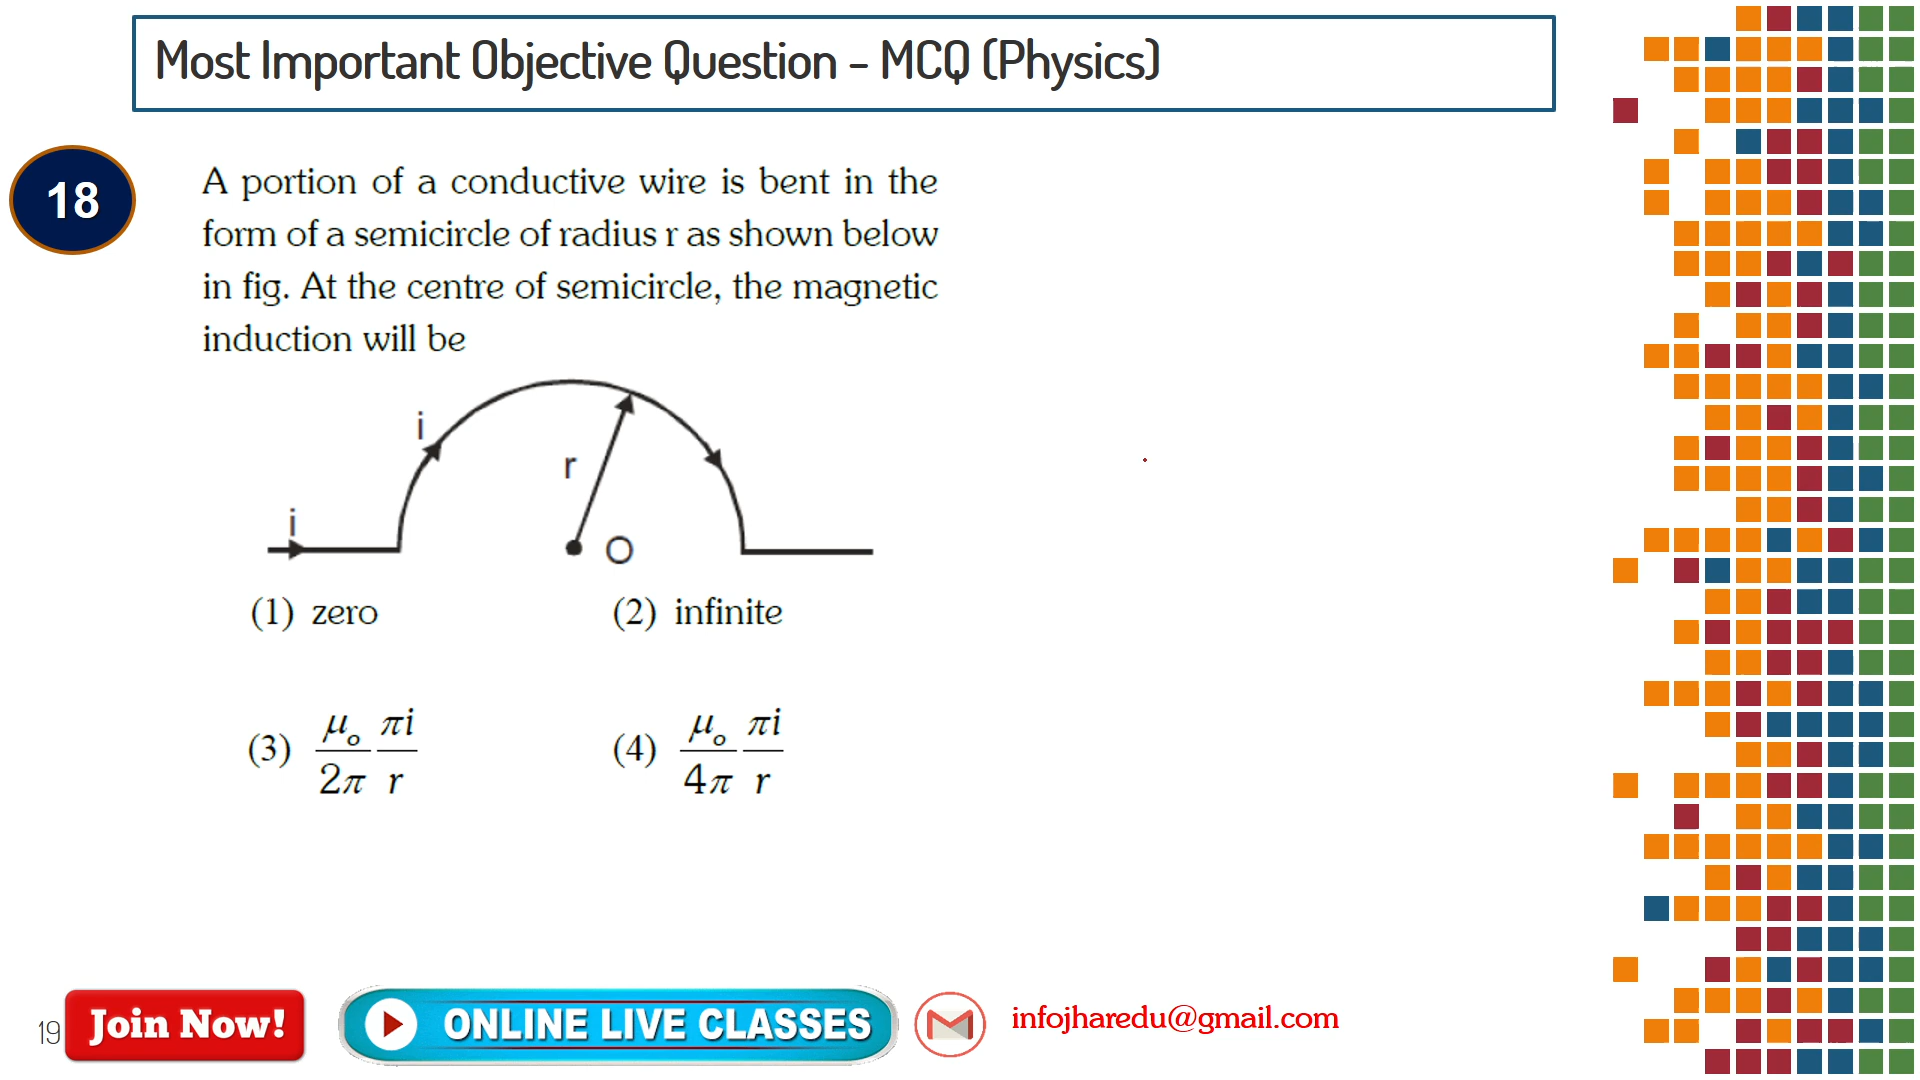 Most Important Objective Question - MCQ (Physics)
18
A portion of a conductive wire is bent in the
form of a semicircle of radius r as shown below
in fig. At the centre of semicircle, the magnetic
induction will be
i
r
i
O
(1) zero
(2) infinite
(3) μₒ/2π πi/r
(4) μₒ/4π πi/r
19
Join Now!
ONLINE LIVE CLASSES
infojharedu@gmail.com